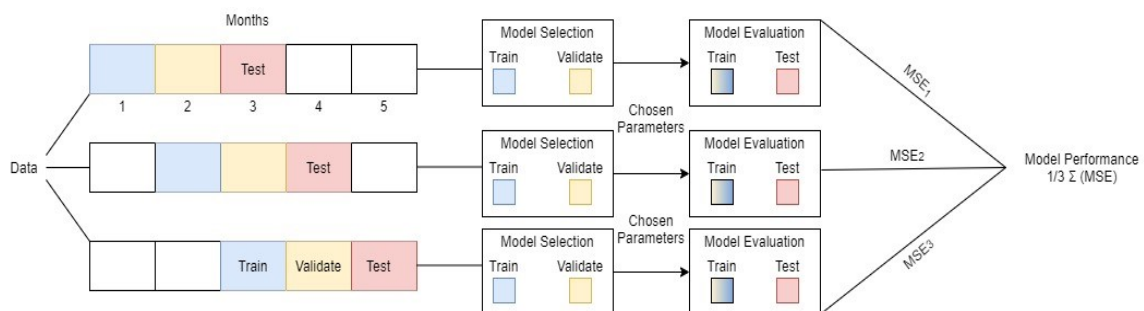 Months
Model Selection
Model Evaluation
Train
Validate
Train
Test
Test
MSE1
1
2
3
4
5
Chosen
Parameters
Data
Model Selection
Model Evaluation
Test
Train
Validate
Train
Test
MSE2
Model Performance
1/3 Σ (MSE)
Chosen
Parameters
Model Selection
Model Evaluation
Train
Validate
Test
Train
Validate
Train
Test
MSE3